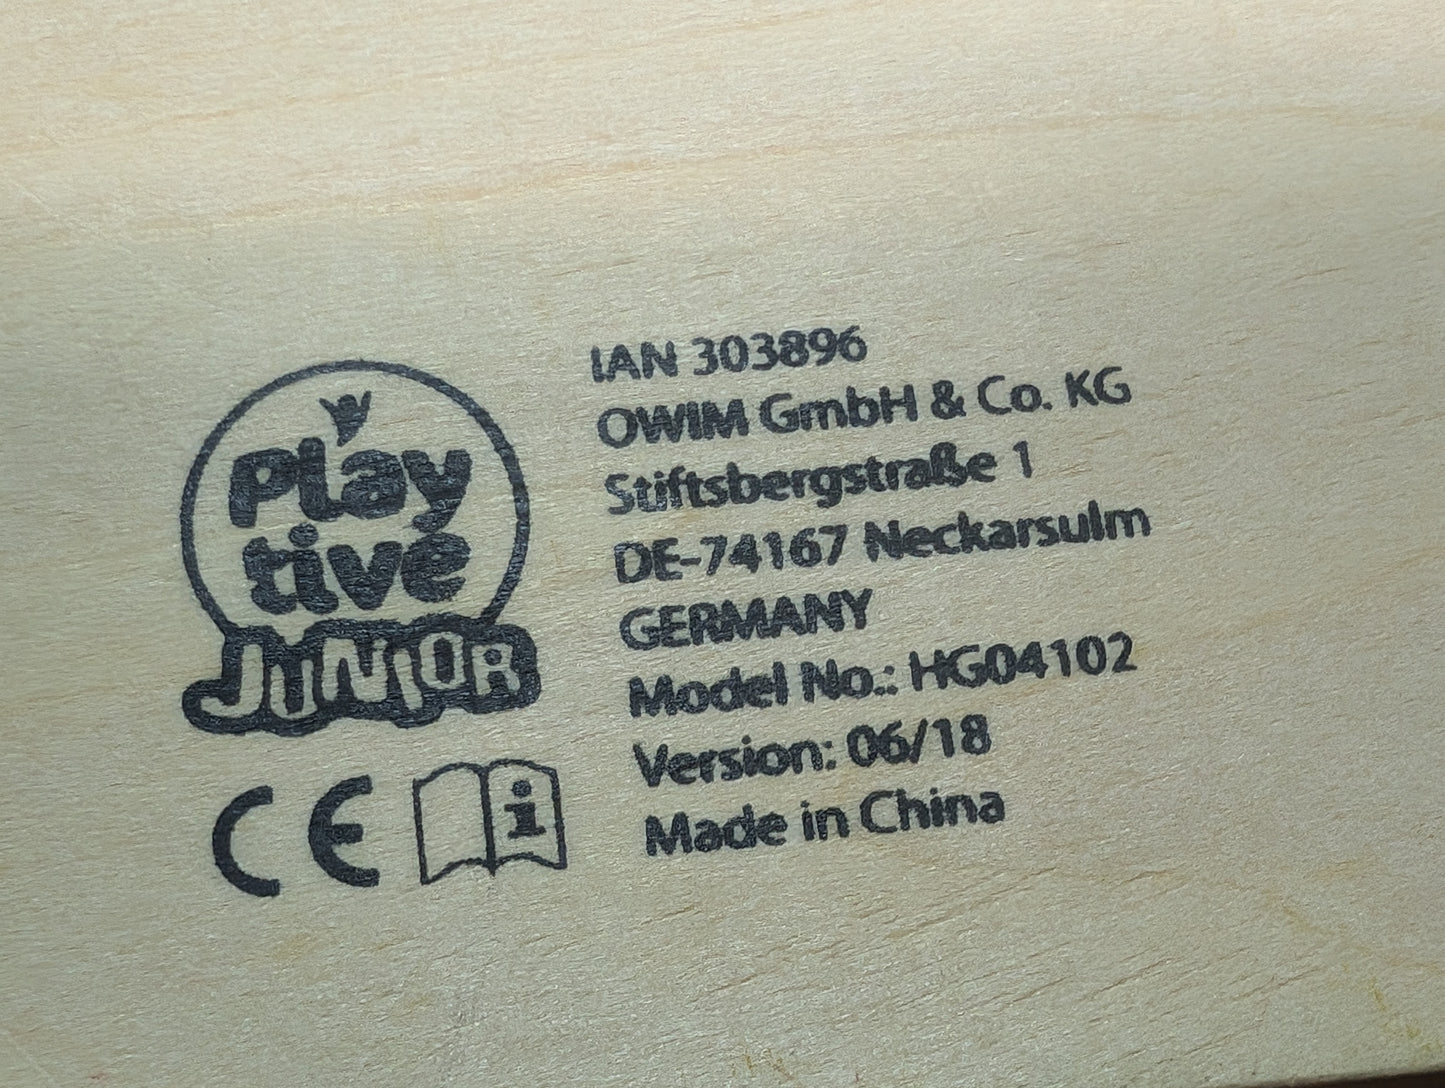 Play
tive
JUNIOR
CE
i
IAN 303896
OWIM GmbH & Co. KG
Stiftsbergstraße 1
DE-74167 Neckarsulm
GERMANY
Model No.: HG04102
Version: 06/18
Made in China